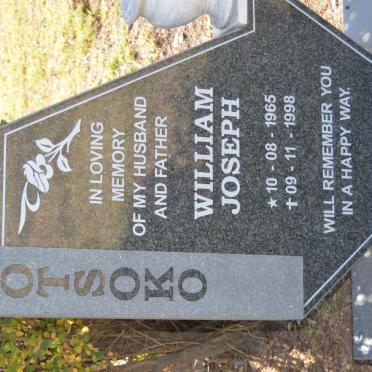 IN LOVING
MEMORY
OF MY HUSBAND
AND FATHER
WILLIAM
JOSEPH
★ 10 - 08 - 1965
✝ 09 - 11 - 1998
WILL REMEMBER YOU
IN A HAPPY WAY.
OTSOKO